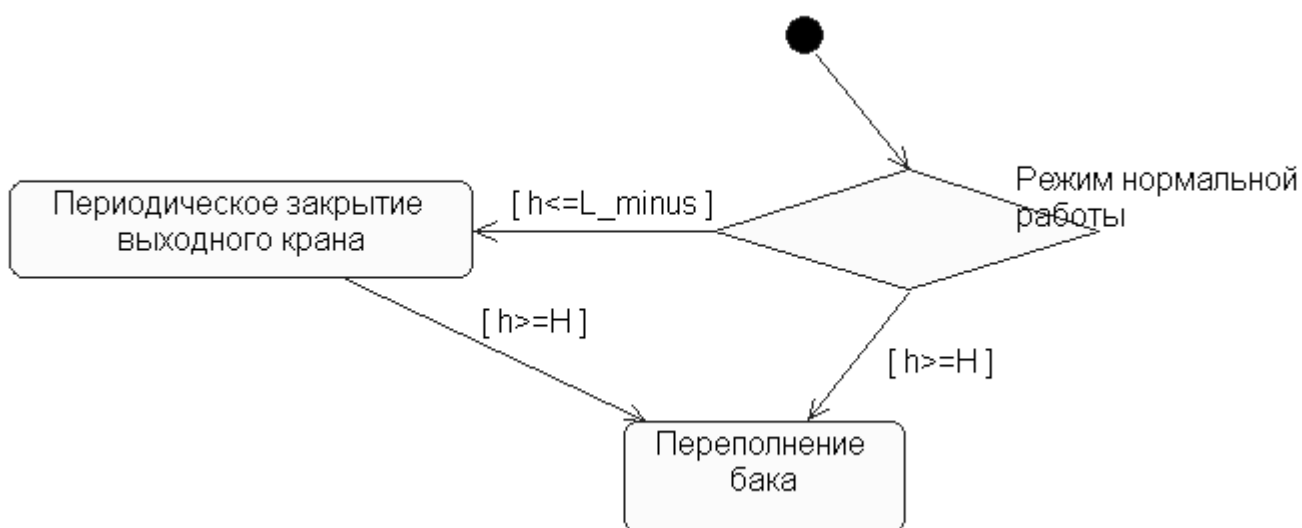 Режим нормальной
работы
Периодическое закрытие
выходного крана
[ h<=L_minus ]
[ h>=H ]
[ h>=H ]
Переполнение
бака